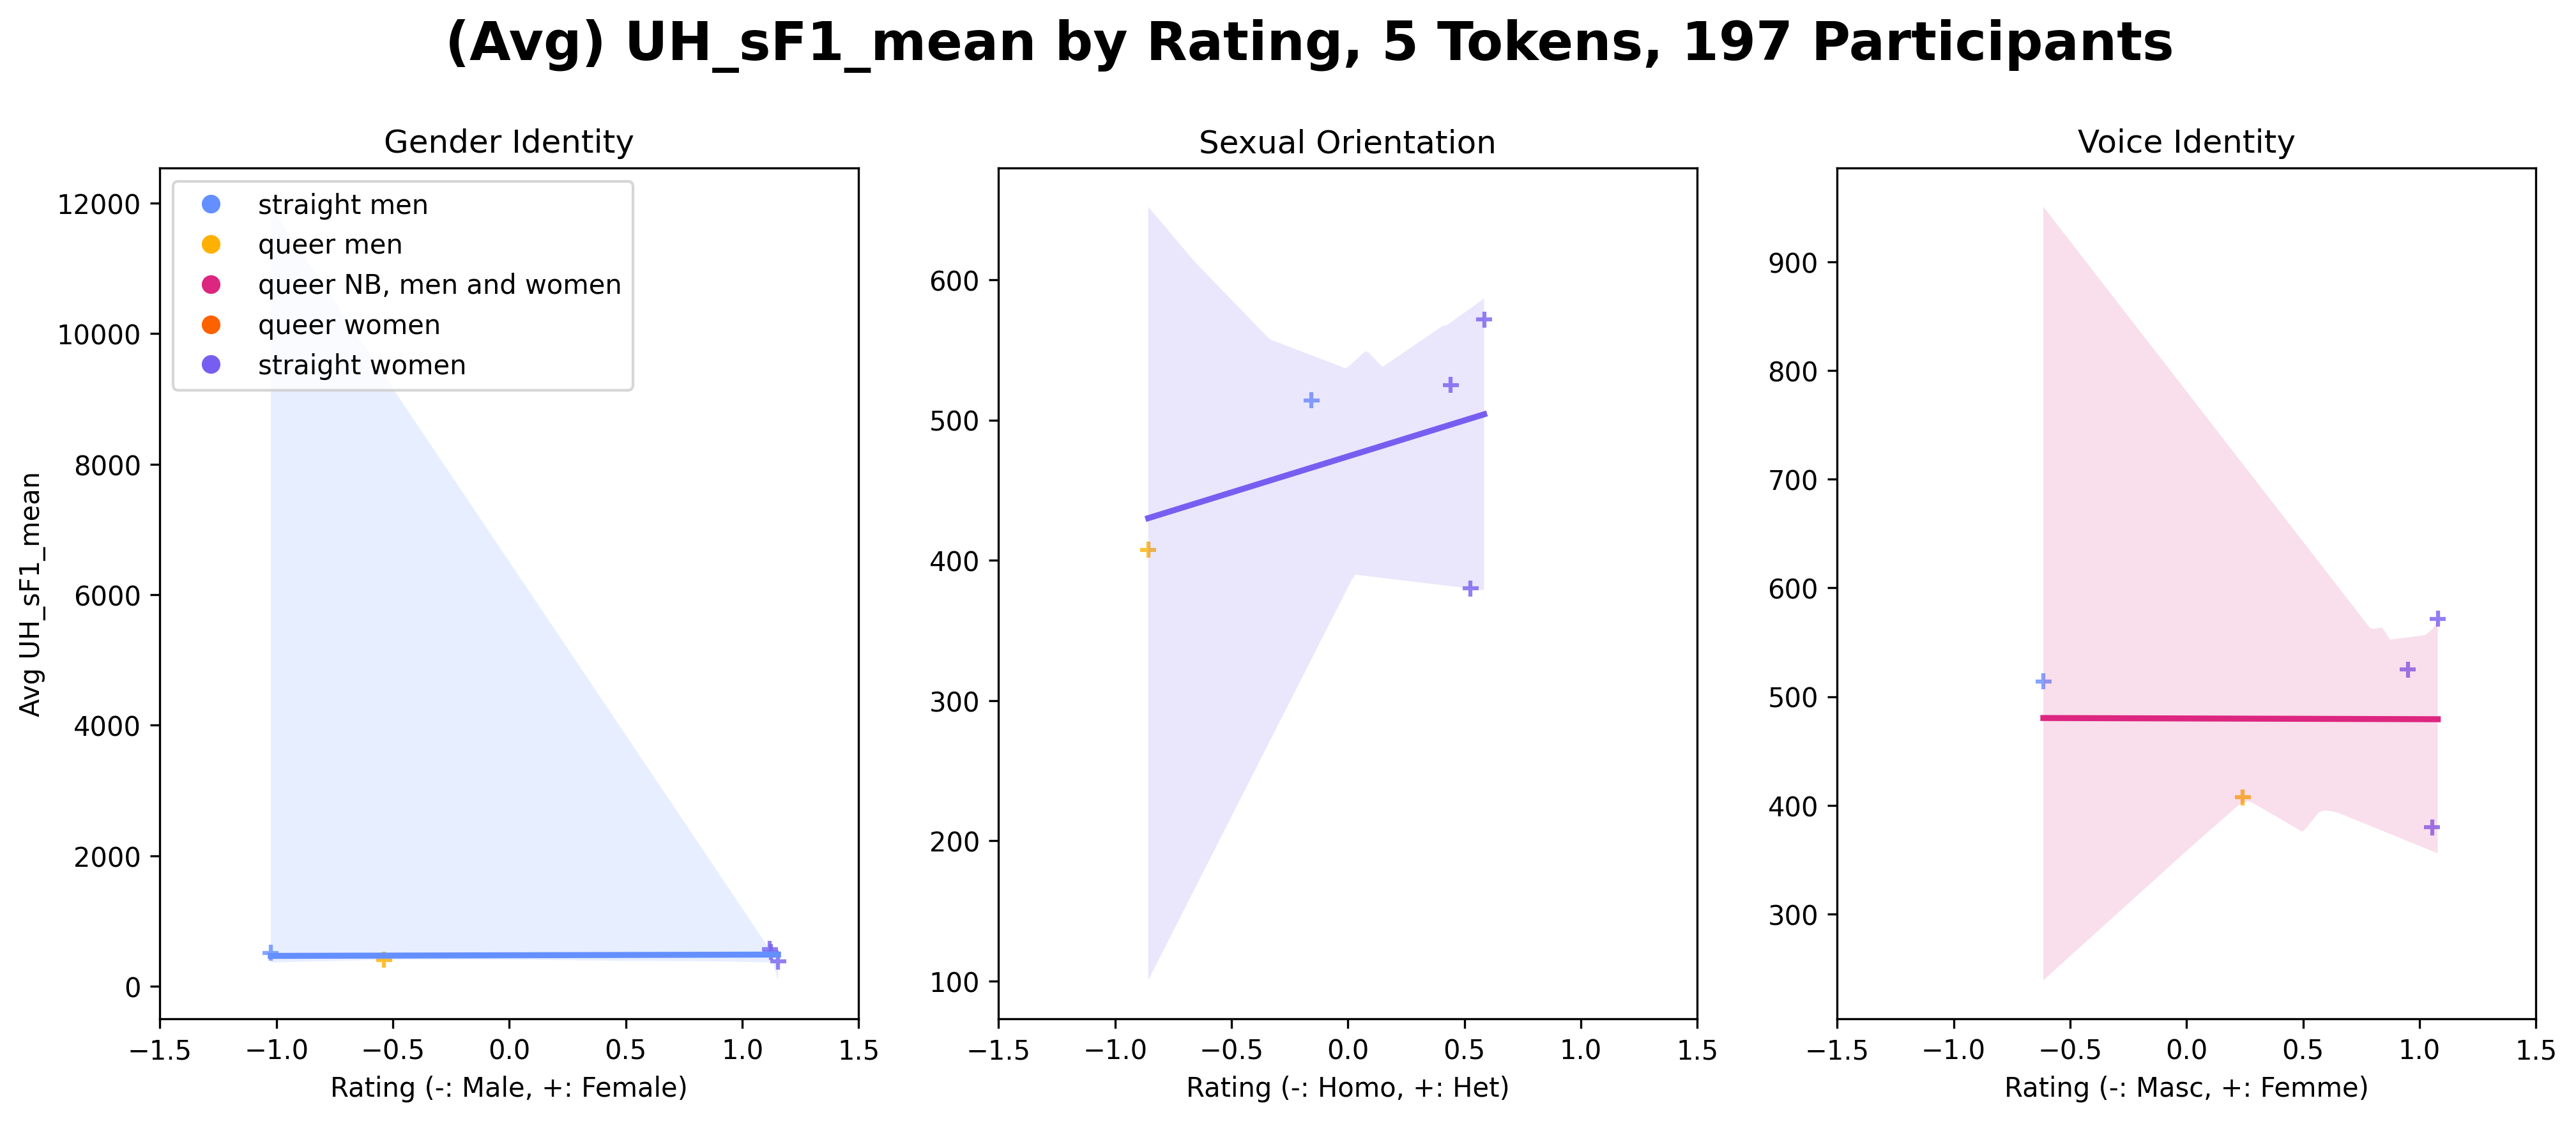 (Avg) UH_sF1_mean by Rating, 5 Tokens, 197 Participants
Gender Identity
straight men
queer men
queer NB, men and women
queer women
straight women
12000
10000
8000
6000
4000
2000
0
Avg UH_sF1_mean
−1.5 −1.0 −0.5 0.0 0.5 1.0 1.5
Rating (-: Male, +: Female)
Sexual Orientation
600
500
400
300
200
100
−1.5 −1.0 −0.5 0.0 0.5 1.0 1.5
Rating (-: Homo, +: Het)
Voice Identity
900
800
700
600
500
400
300
−1.5 −1.0 −0.5 0.0 0.5 1.0 1.5
Rating (-: Masc, +: Femme)